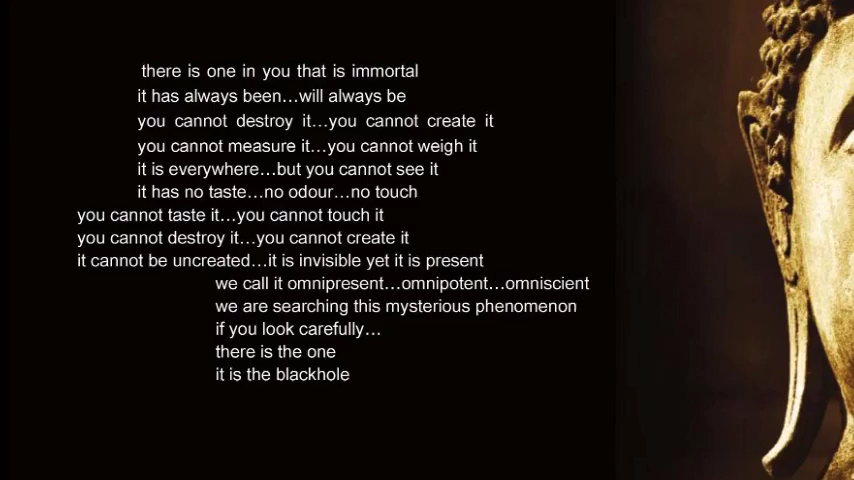 there is one in you that is immortal
it has always been...will always be
you cannot destroy it...you cannot create it
you cannot measure it...you cannot weigh it
it is everywhere...but you cannot see it
it has no taste...no odour...no touch
you cannot taste it...you cannot touch it
you cannot destroy it...you cannot create it
it cannot be uncreated...it is invisible yet it is present
we call it omnipresent...omnipotent...omniscient
we are searching this mysterious phenomenon
if you look carefully...
there is the one
it is the blackhole